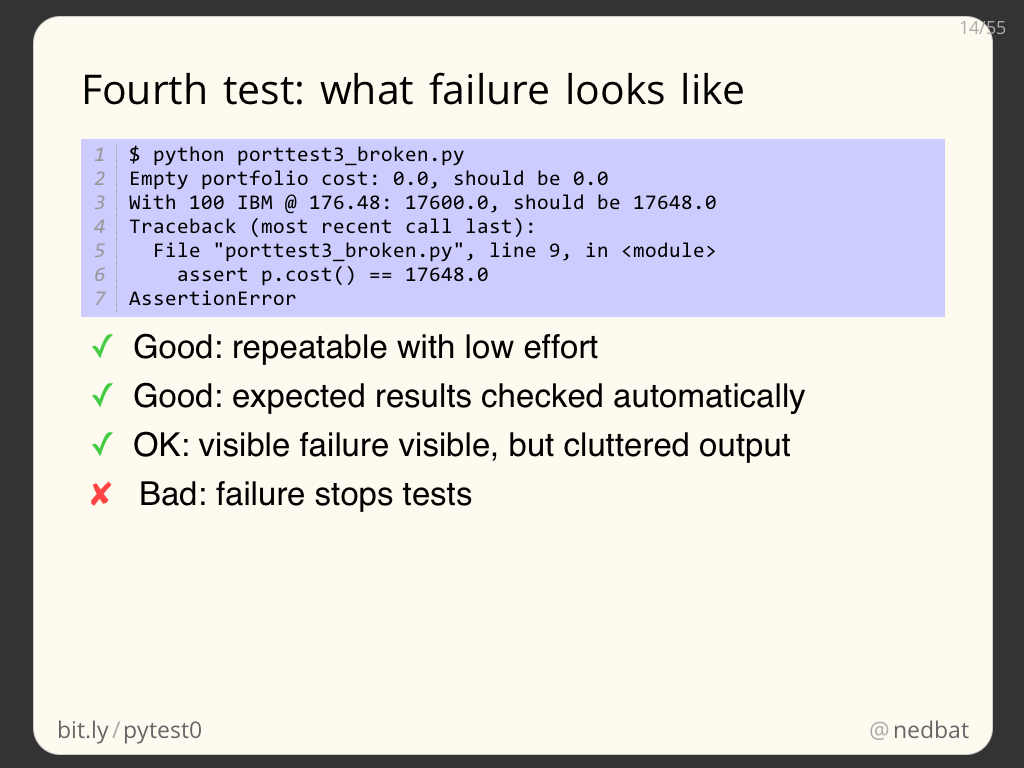 14/55
Fourth test: what failure looks like
1 $ python porttest3_broken.py
2 Empty portfolio cost: 0.0, should be 0.0
3 With 100 IBM @ 176.48: 17600.0, should be 17648.0
4 Traceback (most recent call last):
5   File "porttest3_broken.py", line 9, in <module>
6     assert p.cost() == 17648.0
7 AssertionError
✓ Good: repeatable with low effort
✓ Good: expected results checked automatically
✓ OK: visible failure visible, but cluttered output
✘ Bad: failure stops tests
bit.ly/pytest0
@nedbat